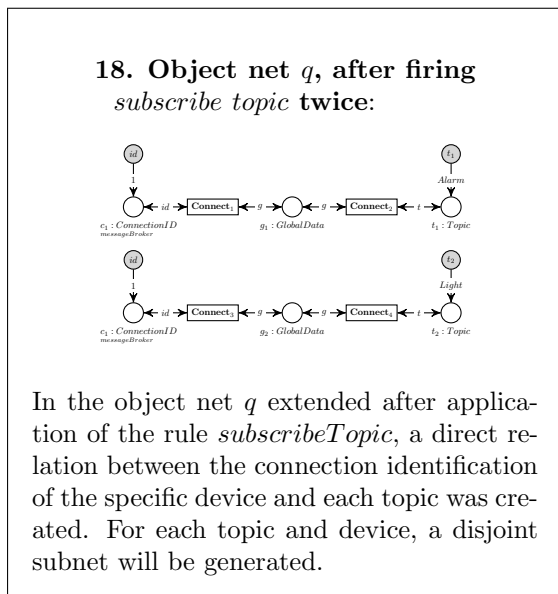 18. Object net q, after firing
subscribe topic twice:
id t₁
1 Alarm
id Connect₁ g g Connect₂ t
c₁ : ConnectionID g₁ : GlobalData t₁ : Topic
messageBroker
id t₂
1 Light
id Connect₃ g g Connect₄ t
c₁ : ConnectionID g₂ : GlobalData t₂ : Topic
messageBroker
In the object net q extended after applica-
tion of the rule subscribeTopic, a direct re-
lation between the connection identification
of the specific device and each topic was cre-
ated. For each topic and device, a disjoint
subnet will be generated.